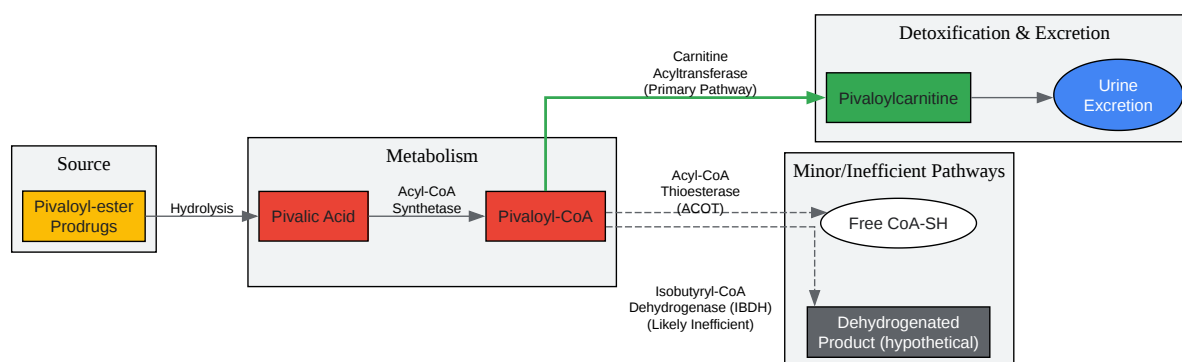 Source
Pivaloyl-ester
Prodrugs
Hydrolysis
Metabolism
Pivalic Acid
Acyl-CoA
Synthetase
Pivaloyl-CoA
Carnitine
Acyltransferase
(Primary Pathway)
Detoxification & Excretion
Pivaloylcarnitine
Urine
Excretion
Acyl-CoA
Thioesterase
(ACOT)
Minor/Inefficient Pathways
Free CoA-SH
Isobutyryl-CoA
Dehydrogenase (IBDH)
(Likely Inefficient)
Dehydrogenated
Product (hypothetical)